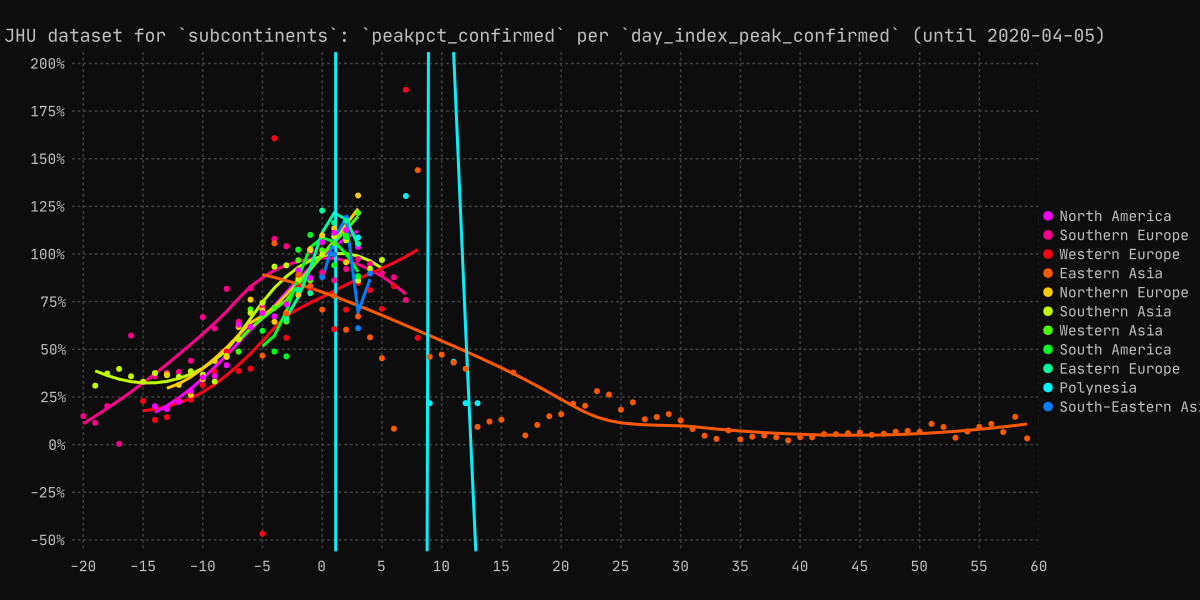 JHU dataset for `subcontinents`: `peakpct_confirmed` per `day_index_peak_confirmed` (until 2020-04-05)
200%
175%
150%
125%
100%
75%
50%
25%
0%
-25%
-50%
-20 -15 -10 -5 0 5 10 15 20 25 30 35 40 45 50 55 60
North America
Southern Europe
Western Europe
Eastern Asia
Northern Europe
Southern Asia
Western Asia
South America
Eastern Europe
Polynesia
South-Eastern Asi